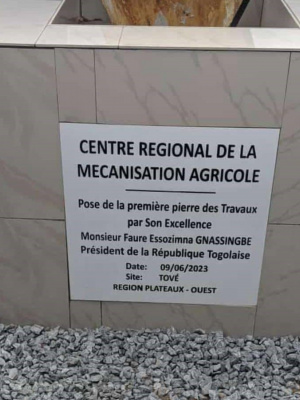 CENTRE REGIONAL DE LA
MECANISATION AGRICOLE
Pose de la première pierre des Travaux
par Son Excellence
Monsieur Faure Essozimna GNASSINGBE
Président de la République Togolaise
Date: 09/06/2023
Site: TOVÉ
REGION PLATEAUX - OUEST